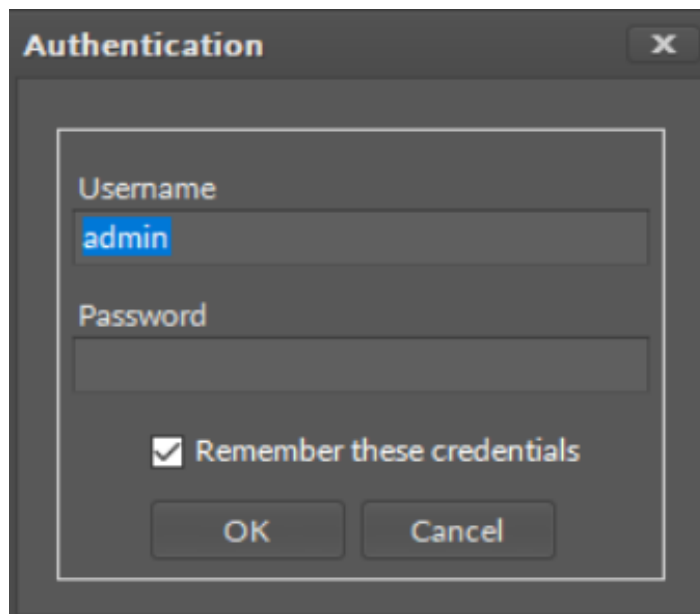 Authentication
Username
admin
Password
Remember these credentials
OK Cancel